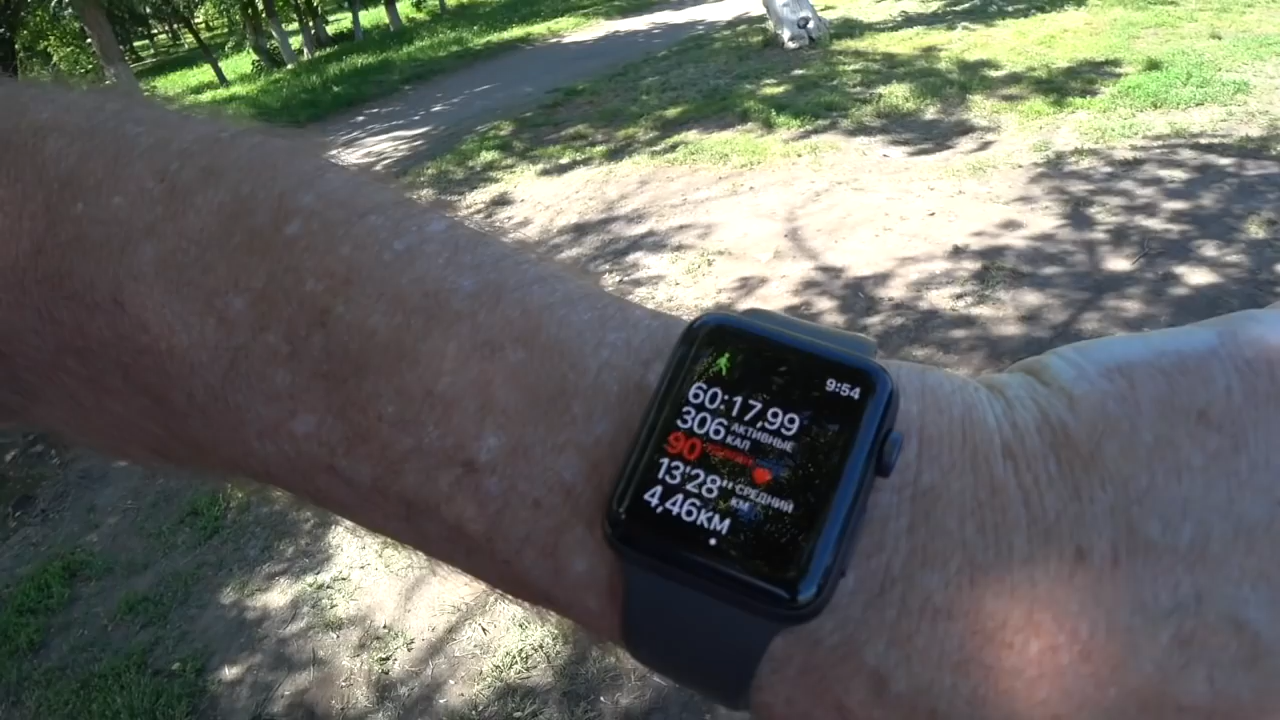 9:54
60:17,99
306 АКТИВНЫЕ КАЛ
90
13'28" СРЕДНИЙ КМ
4,46КМ